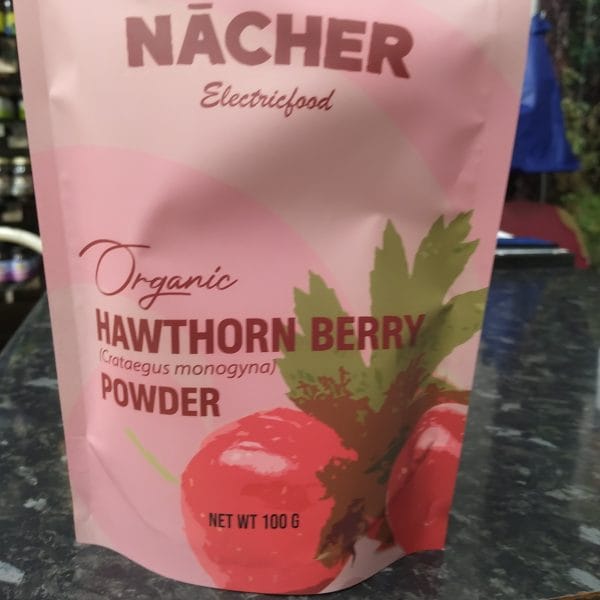 NĀCHER
Electricfood
Organic
HAWTHORN BERRY
(Crataegus monogyna)
POWDER
NET WT 100 G